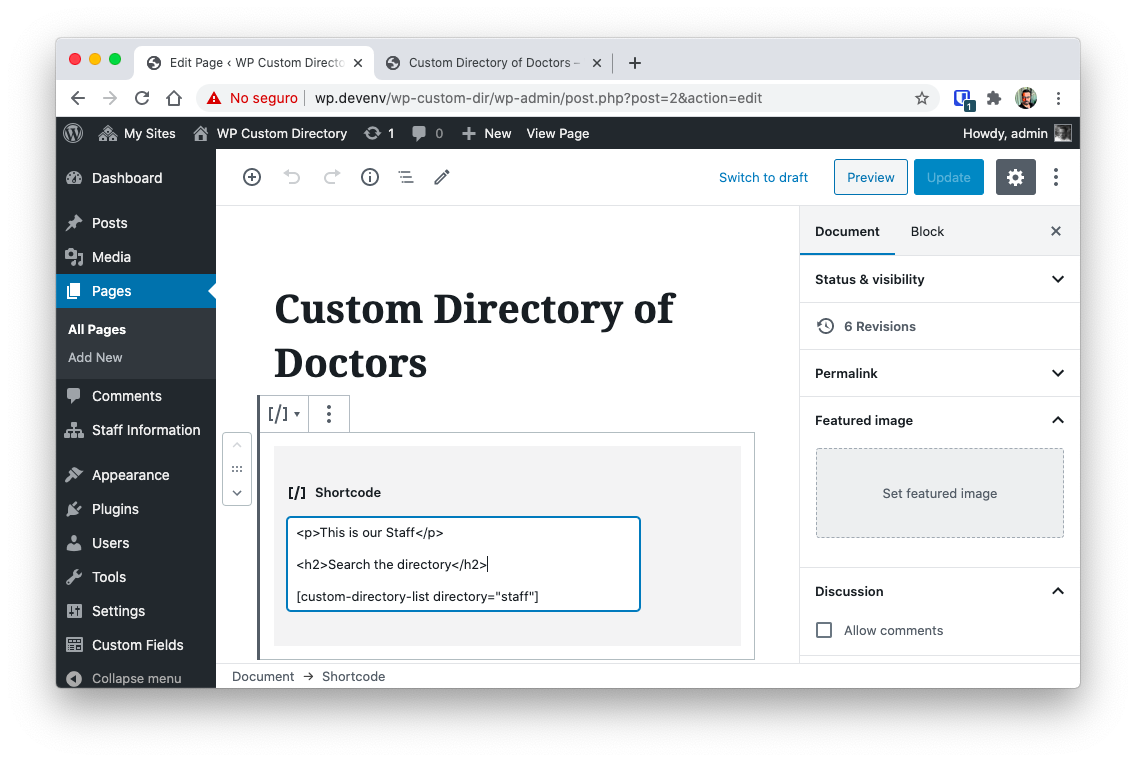 Edit Page ‹ WP Custom Directo
Custom Directory of Doctors –
No seguro
wp.devenv/wp-custom-dir/wp-admin/post.php?post=2&action=edit
1
My Sites
WP Custom Directory
1
0
New
View Page
Howdy, admin
Dashboard
Posts
Media
Pages
All Pages
Add New
Comments
Staff Information
Appearance
Plugins
Users
Tools
Settings
Custom Fields
Collapse menu
Switch to draft
Preview
Update
Custom Directory of
Doctors
[/]
[/] Shortcode
<p>This is our Staff</p>
<h2>Search the directory</h2>
[custom-directory-list directory="staff"]
Document → Shortcode
Document
Block
Status & visibility
6 Revisions
Permalink
Featured image
Set featured image
Discussion
Allow comments